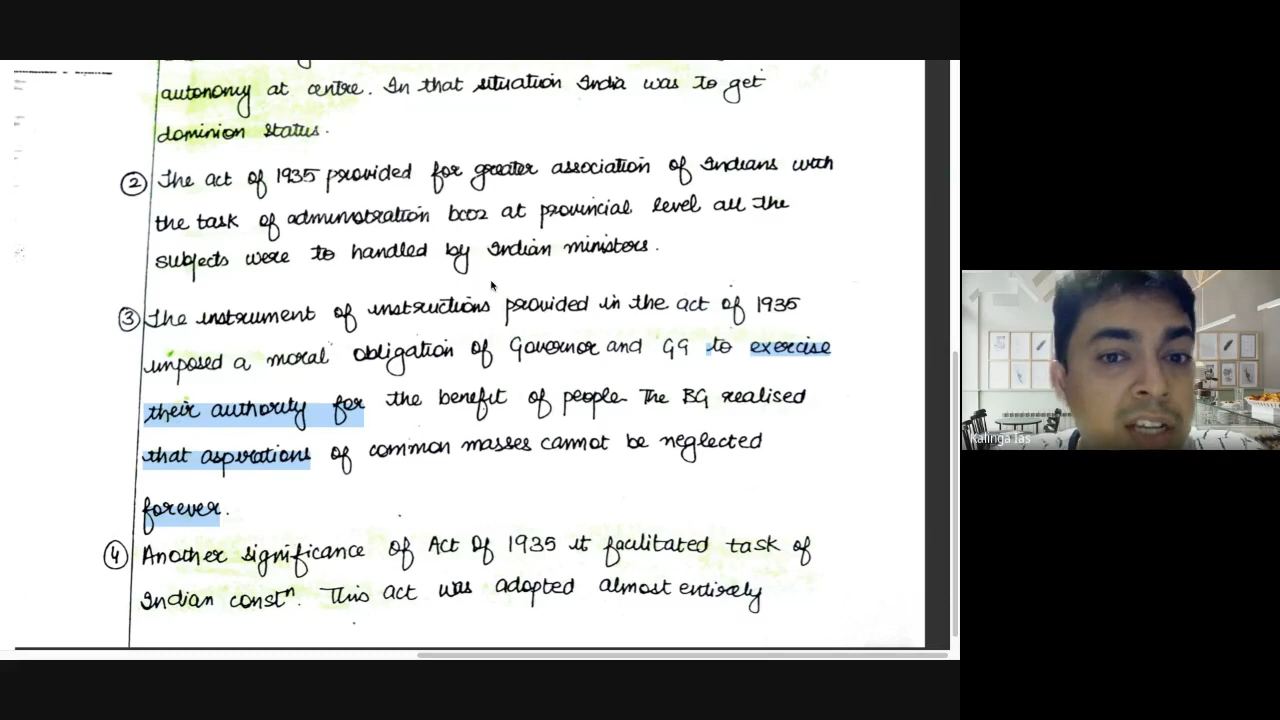 autonomy at centre. In that situation India was to get
dominion status.
② The act of 1935 provided for greater association of Indians with
the task of administration bcoz at provincial level all the
subjects were to handled by Indian ministers.
③ The instrument of instructions provided in the act of 1935
imposed a moral obligation of Governor and GG to exercise
their authority for the benefit of people The BG realised
that aspirations of common masses cannot be neglected
forever.
④ Another significance of Act Of 1935 it facilitated task of
Indian constⁿ. This act was adopted almost entirely
Kalinga Ias